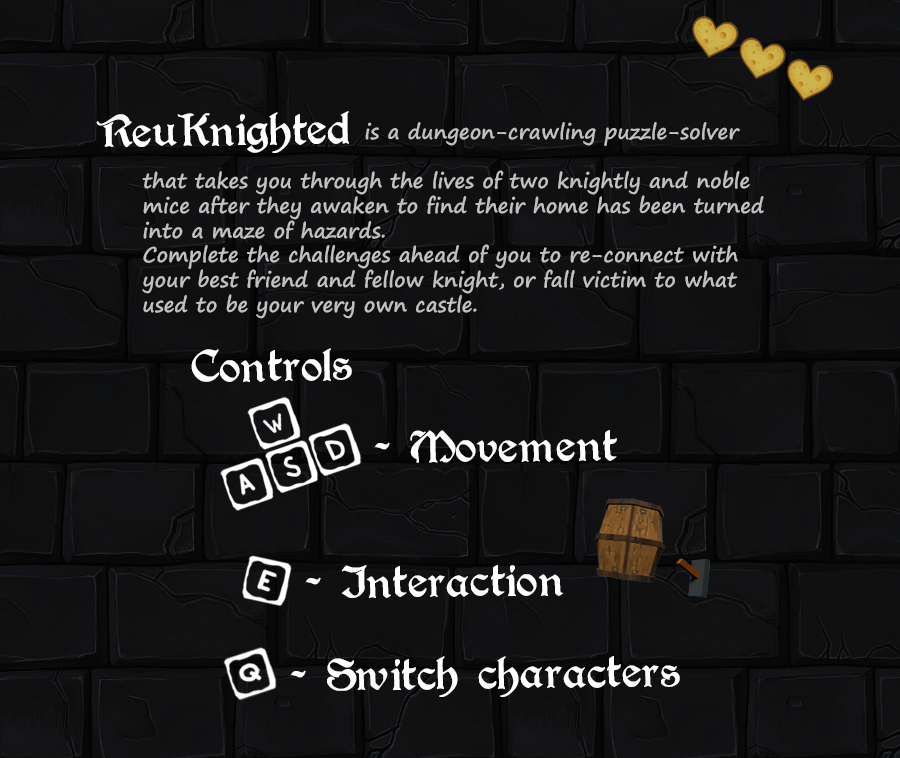 ReuKnighted is a dungeon-crawling puzzle-solver
that takes you through the lives of two knightly and noble
mice after they awaken to find their home has been turned
into a maze of hazards.
Complete the challenges ahead of you to re-connect with
your best friend and fellow knight, or fall victim to what
used to be your very own castle.
Controls
W
A S D - Movement
E - Interaction
Q - Switch characters